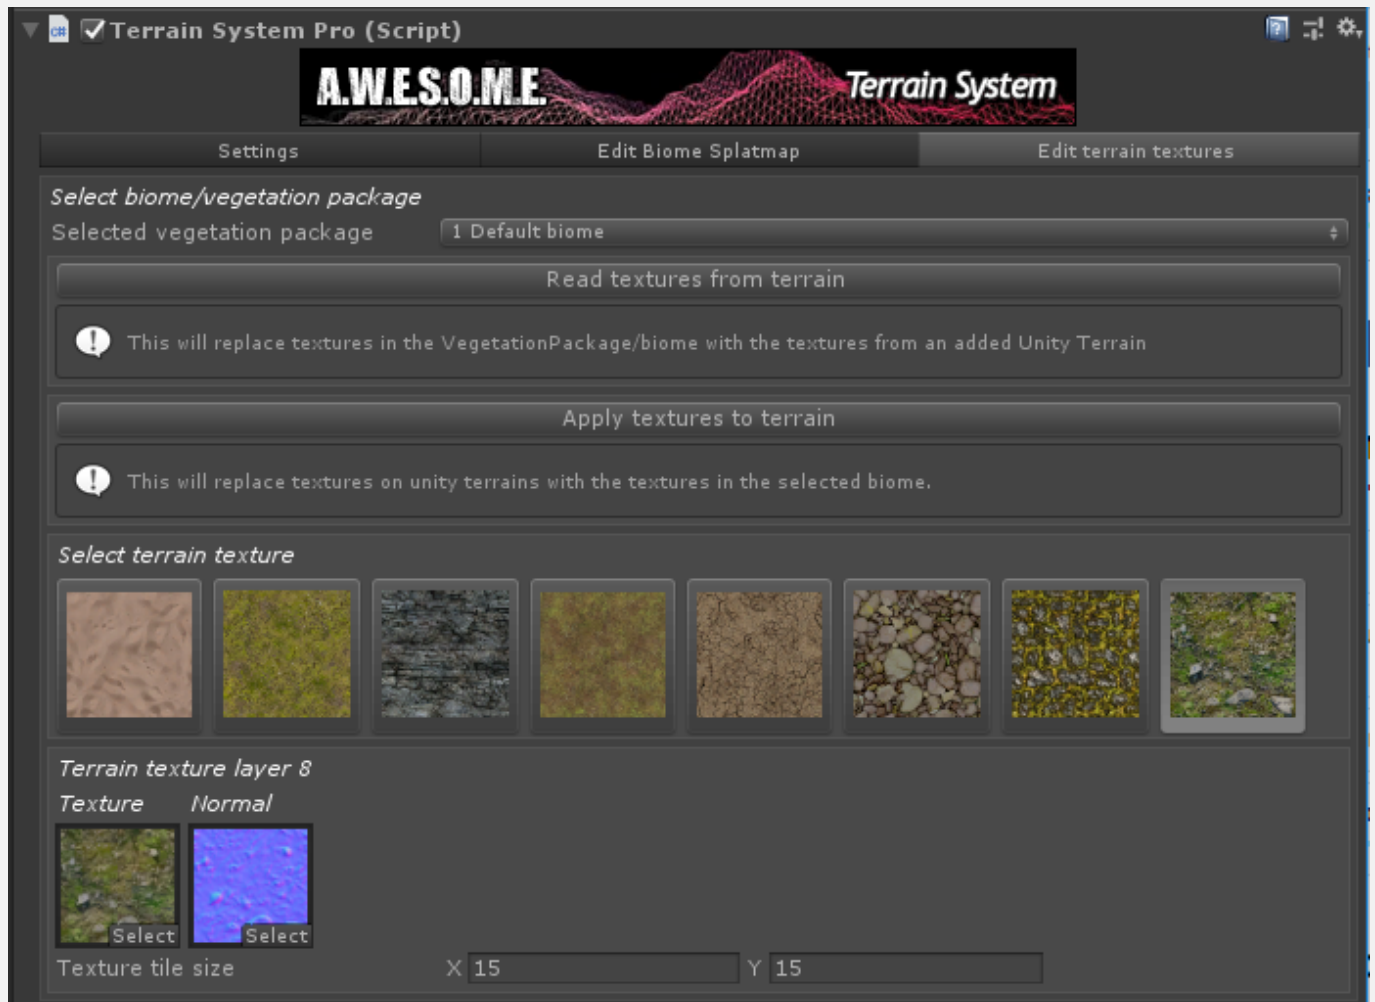 Terrain System Pro (Script)
A.W.E.S.O.M.E. Terrain System
Settings Edit Biome Splatmap Edit terrain textures
Select biome/vegetation package
Selected vegetation package 1 Default biome
Read textures from terrain
This will replace textures in the VegetationPackage/biome with the textures from an added Unity Terrain
Apply textures to terrain
This will replace textures on unity terrains with the textures in the selected biome.
Select terrain texture
Terrain texture layer 8
Texture Normal
Select Select
Texture tile size X 15 Y 15